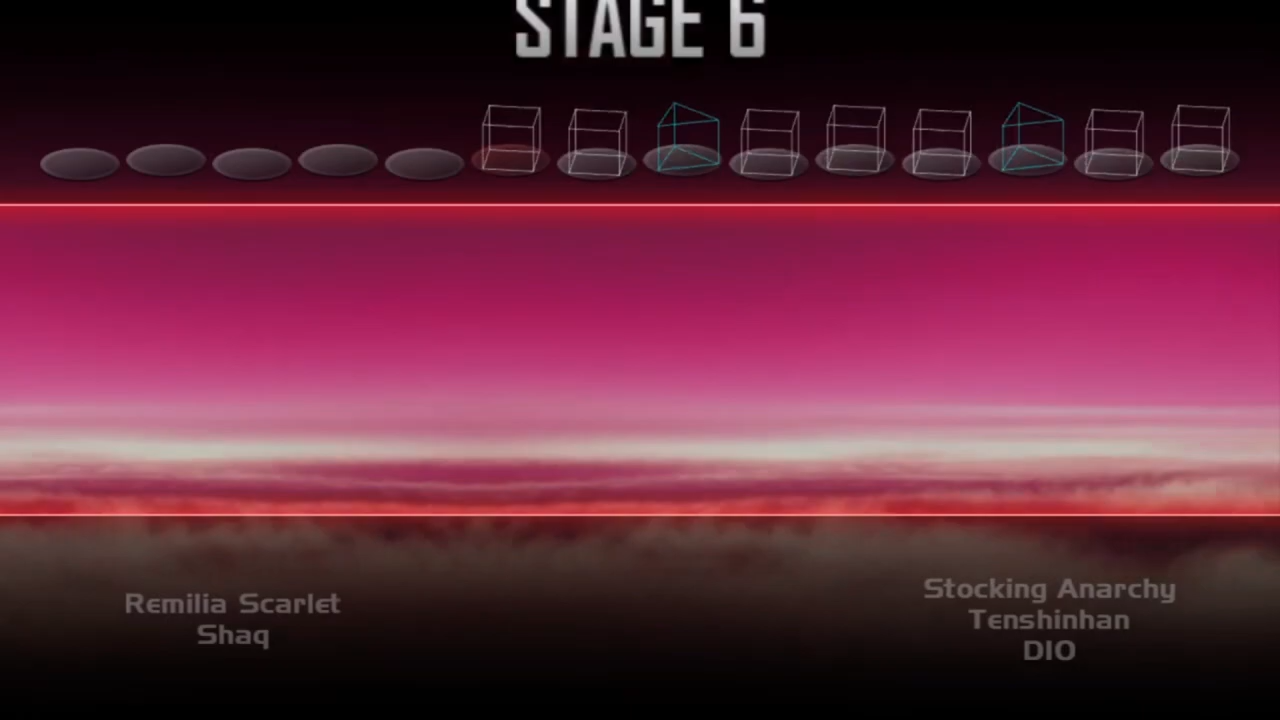 STAGE 6
Remilia Scarlet
Shaq
Stocking Anarchy
Tenshinhan
DIO